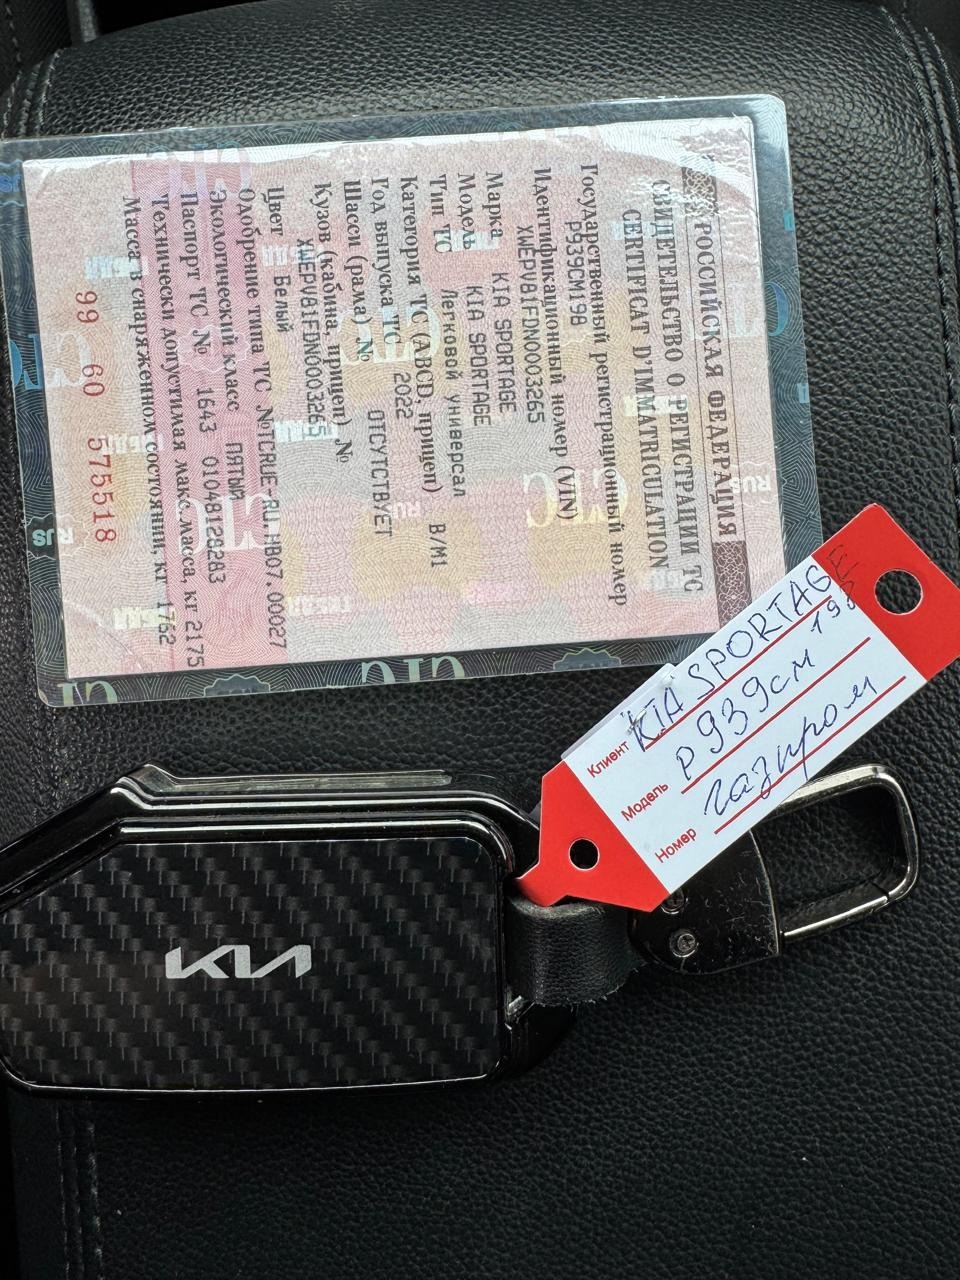 РОССИЙСКАЯ ФЕДЕРАЦИЯ
СВИДЕТЕЛЬСТВО О РЕГИСТРАЦИИ ТС
CERTIFICAT D'IMMATRICULATION
Государственный регистрационный номер
Р939СМ198
Идентификационный номер (VIN)
XWEPV81FDN0003265
Марка KIA SPORTAGE
Модель KIA SPORTAGE
Тип ТС Легковой универсал
Категория ТС (ABCD, прицеп) B/M1
Год выпуска ТС 2022
Шасси (рама) № ОТСУТСТВУЕТ
Кузов (кабина, прицеп) №
XWEPV81FDN0003265
Цвет Белый
Одобрение типа ТС №ТСRUE-RU.НВ07.00027
Экологический класс ПЯТЫЙ
Паспорт ТС № 1643 01048128283
Технически допустимая макс.масса, кг 2175
Масса в снаряженном состоянии, кг 1762
99 60 575518
Клиент KIA SPORTAGE
Модель р939см 198
Номер газпром
KIA